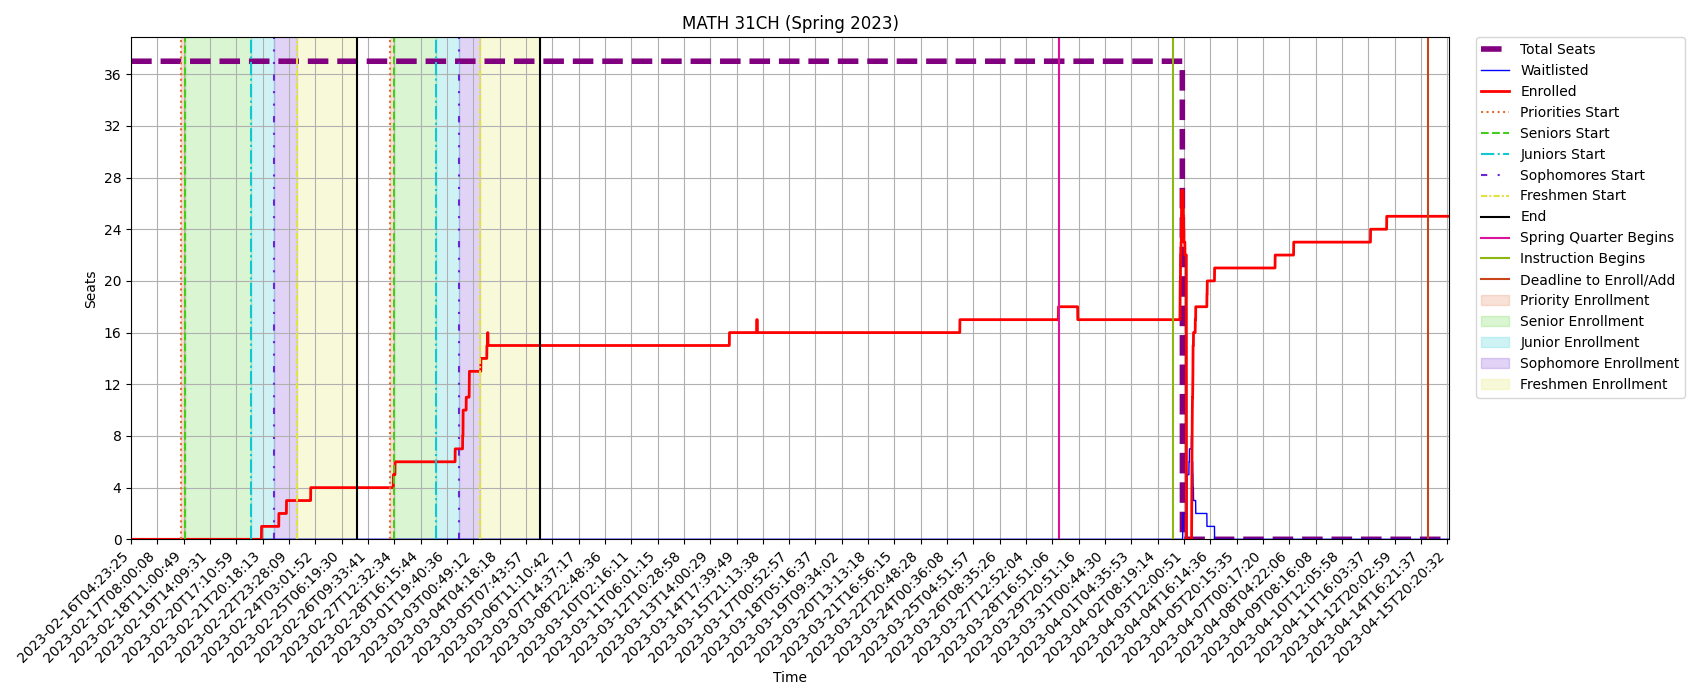 MATH 31CH (Spring 2023)
Seats
36
32
28
24
20
16
12
8
4
0
2023-02-16T04:23:25
2023-02-17T08:00:08
2023-02-18T11:00:49
2023-02-19T14:09:31
2023-02-20T17:10:59
2023-02-21T20:18:13
2023-02-22T23:28:09
2023-02-24T03:01:52
2023-02-25T06:19:30
2023-02-26T09:33:41
2023-02-27T12:32:34
2023-02-28T16:15:44
2023-03-01T19:40:36
2023-03-03T00:49:12
2023-03-04T04:18:18
2023-03-05T07:43:57
2023-03-06T11:10:42
2023-03-07T14:37:17
2023-03-08T22:48:36
2023-03-10T02:16:11
2023-03-11T06:01:15
2023-03-12T10:28:58
2023-03-13T14:00:29
2023-03-14T17:39:49
2023-03-15T21:13:38
2023-03-17T00:52:57
2023-03-18T05:16:37
2023-03-19T09:34:02
2023-03-20T13:13:18
2023-03-21T16:56:15
2023-03-22T20:48:28
2023-03-24T00:36:08
2023-03-25T04:51:57
2023-03-26T08:35:26
2023-03-27T12:52:04
2023-03-28T16:51:06
2023-03-29T20:51:16
2023-03-31T00:44:30
2023-04-01T04:35:53
2023-04-02T08:19:14
2023-04-03T12:00:51
2023-04-04T16:14:36
2023-04-05T20:15:35
2023-04-07T00:17:20
2023-04-08T04:22:06
2023-04-09T08:16:08
2023-04-10T12:05:58
2023-04-11T16:03:37
2023-04-12T20:02:59
2023-04-14T16:21:37
2023-04-15T20:20:32
Time
Total Seats
Waitlisted
Enrolled
Priorities Start
Seniors Start
Juniors Start
Sophomores Start
Freshmen Start
End
Spring Quarter Begins
Instruction Begins
Deadline to Enroll/Add
Priority Enrollment
Senior Enrollment
Junior Enrollment
Sophomore Enrollment
Freshmen Enrollment